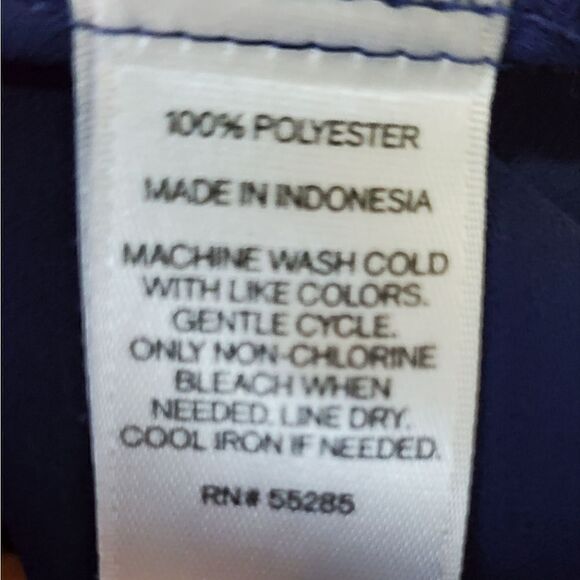 100% POLYESTER
MADE IN INDONESIA
MACHINE WASH COLD
WITH LIKE COLORS.
GENTLE CYCLE.
ONLY NON-CHLORINE
BLEACH WHEN
NEEDED. LINE DRY.
COOL IRON IF NEEDED.
RN# 55285